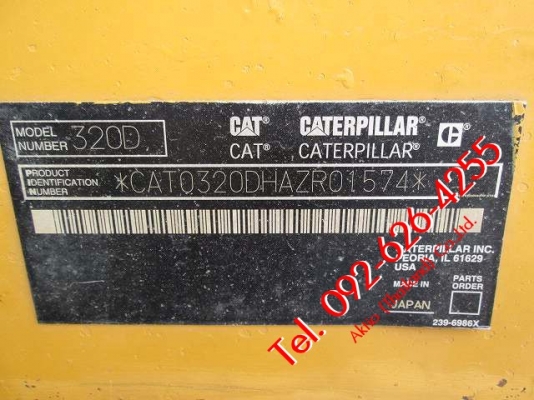 MODEL NUMBER 320D
CAT CATERPILLAR C
CAT® CATERPILLAR®
PRODUCT IDENTIFICATION NUMBER *CAT0320DHAZR01574*
CATERPILLAR INC.
PEORIA, IL 61629
USA
MADE IN JAPAN
PARTS ORDER
239-6986X
Tel. 092-626-4255